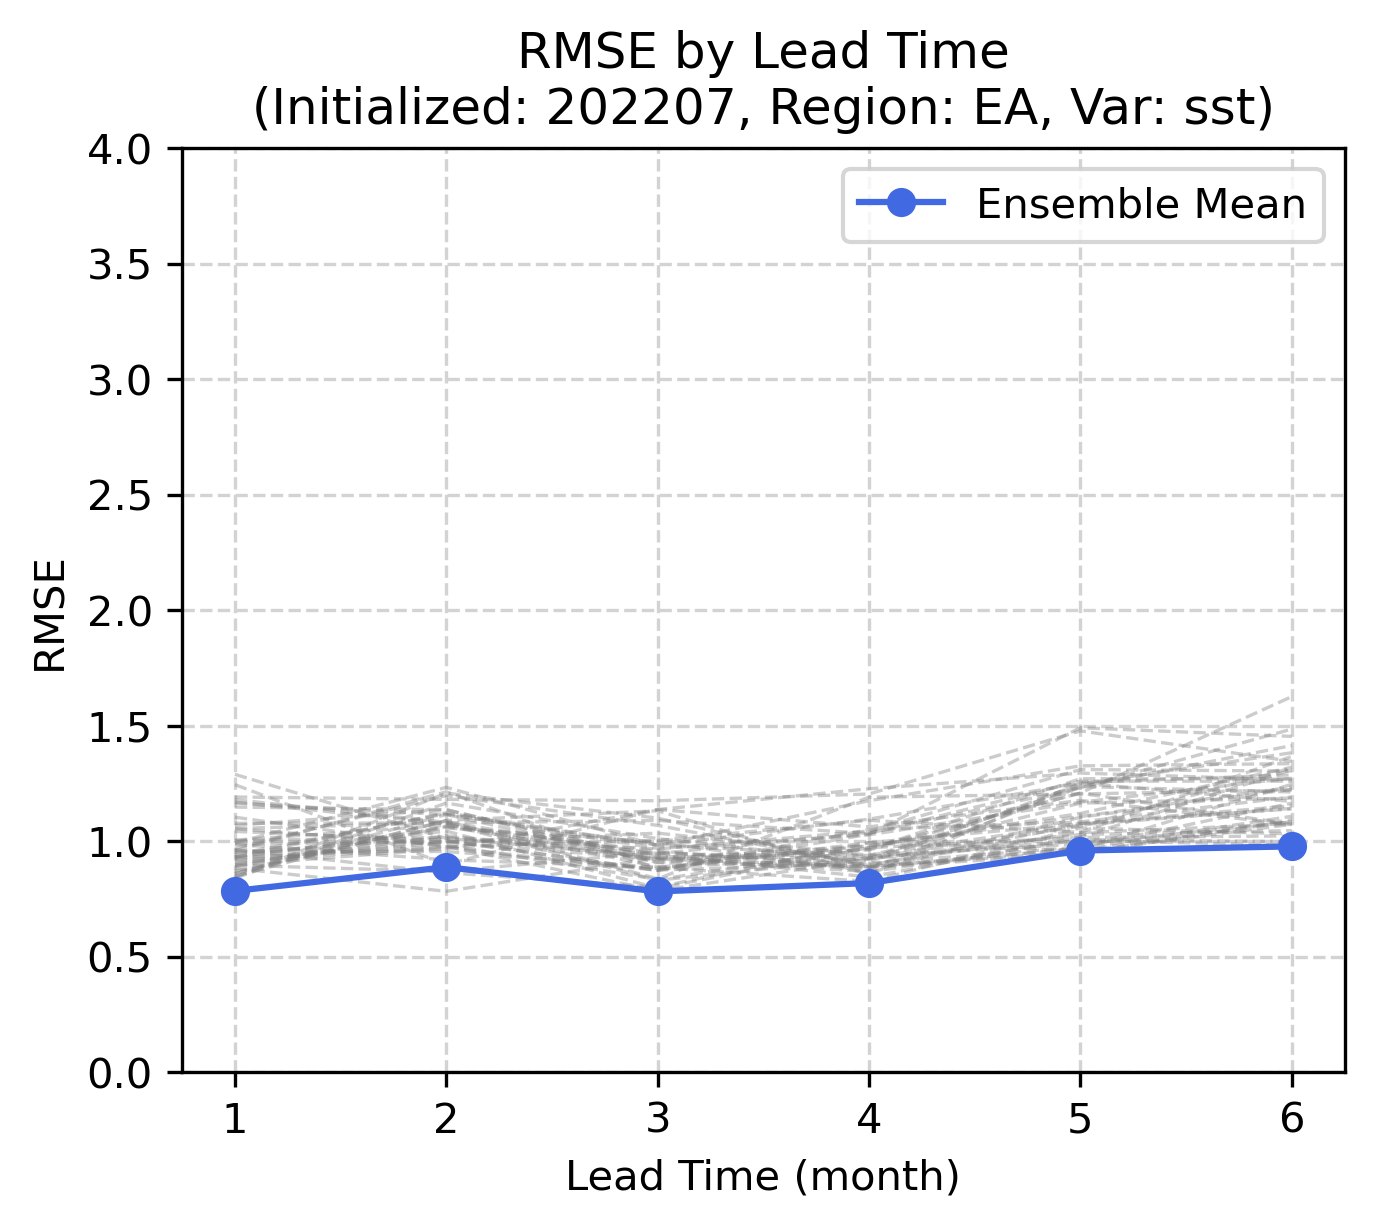 RMSE by Lead Time
(Initialized: 202207, Region: EA, Var: sst)
Ensemble Mean
4.0
3.5
3.0
2.5
2.0
1.5
1.0
0.5
0.0
RMSE
1 2 3 4 5 6
Lead Time (month)